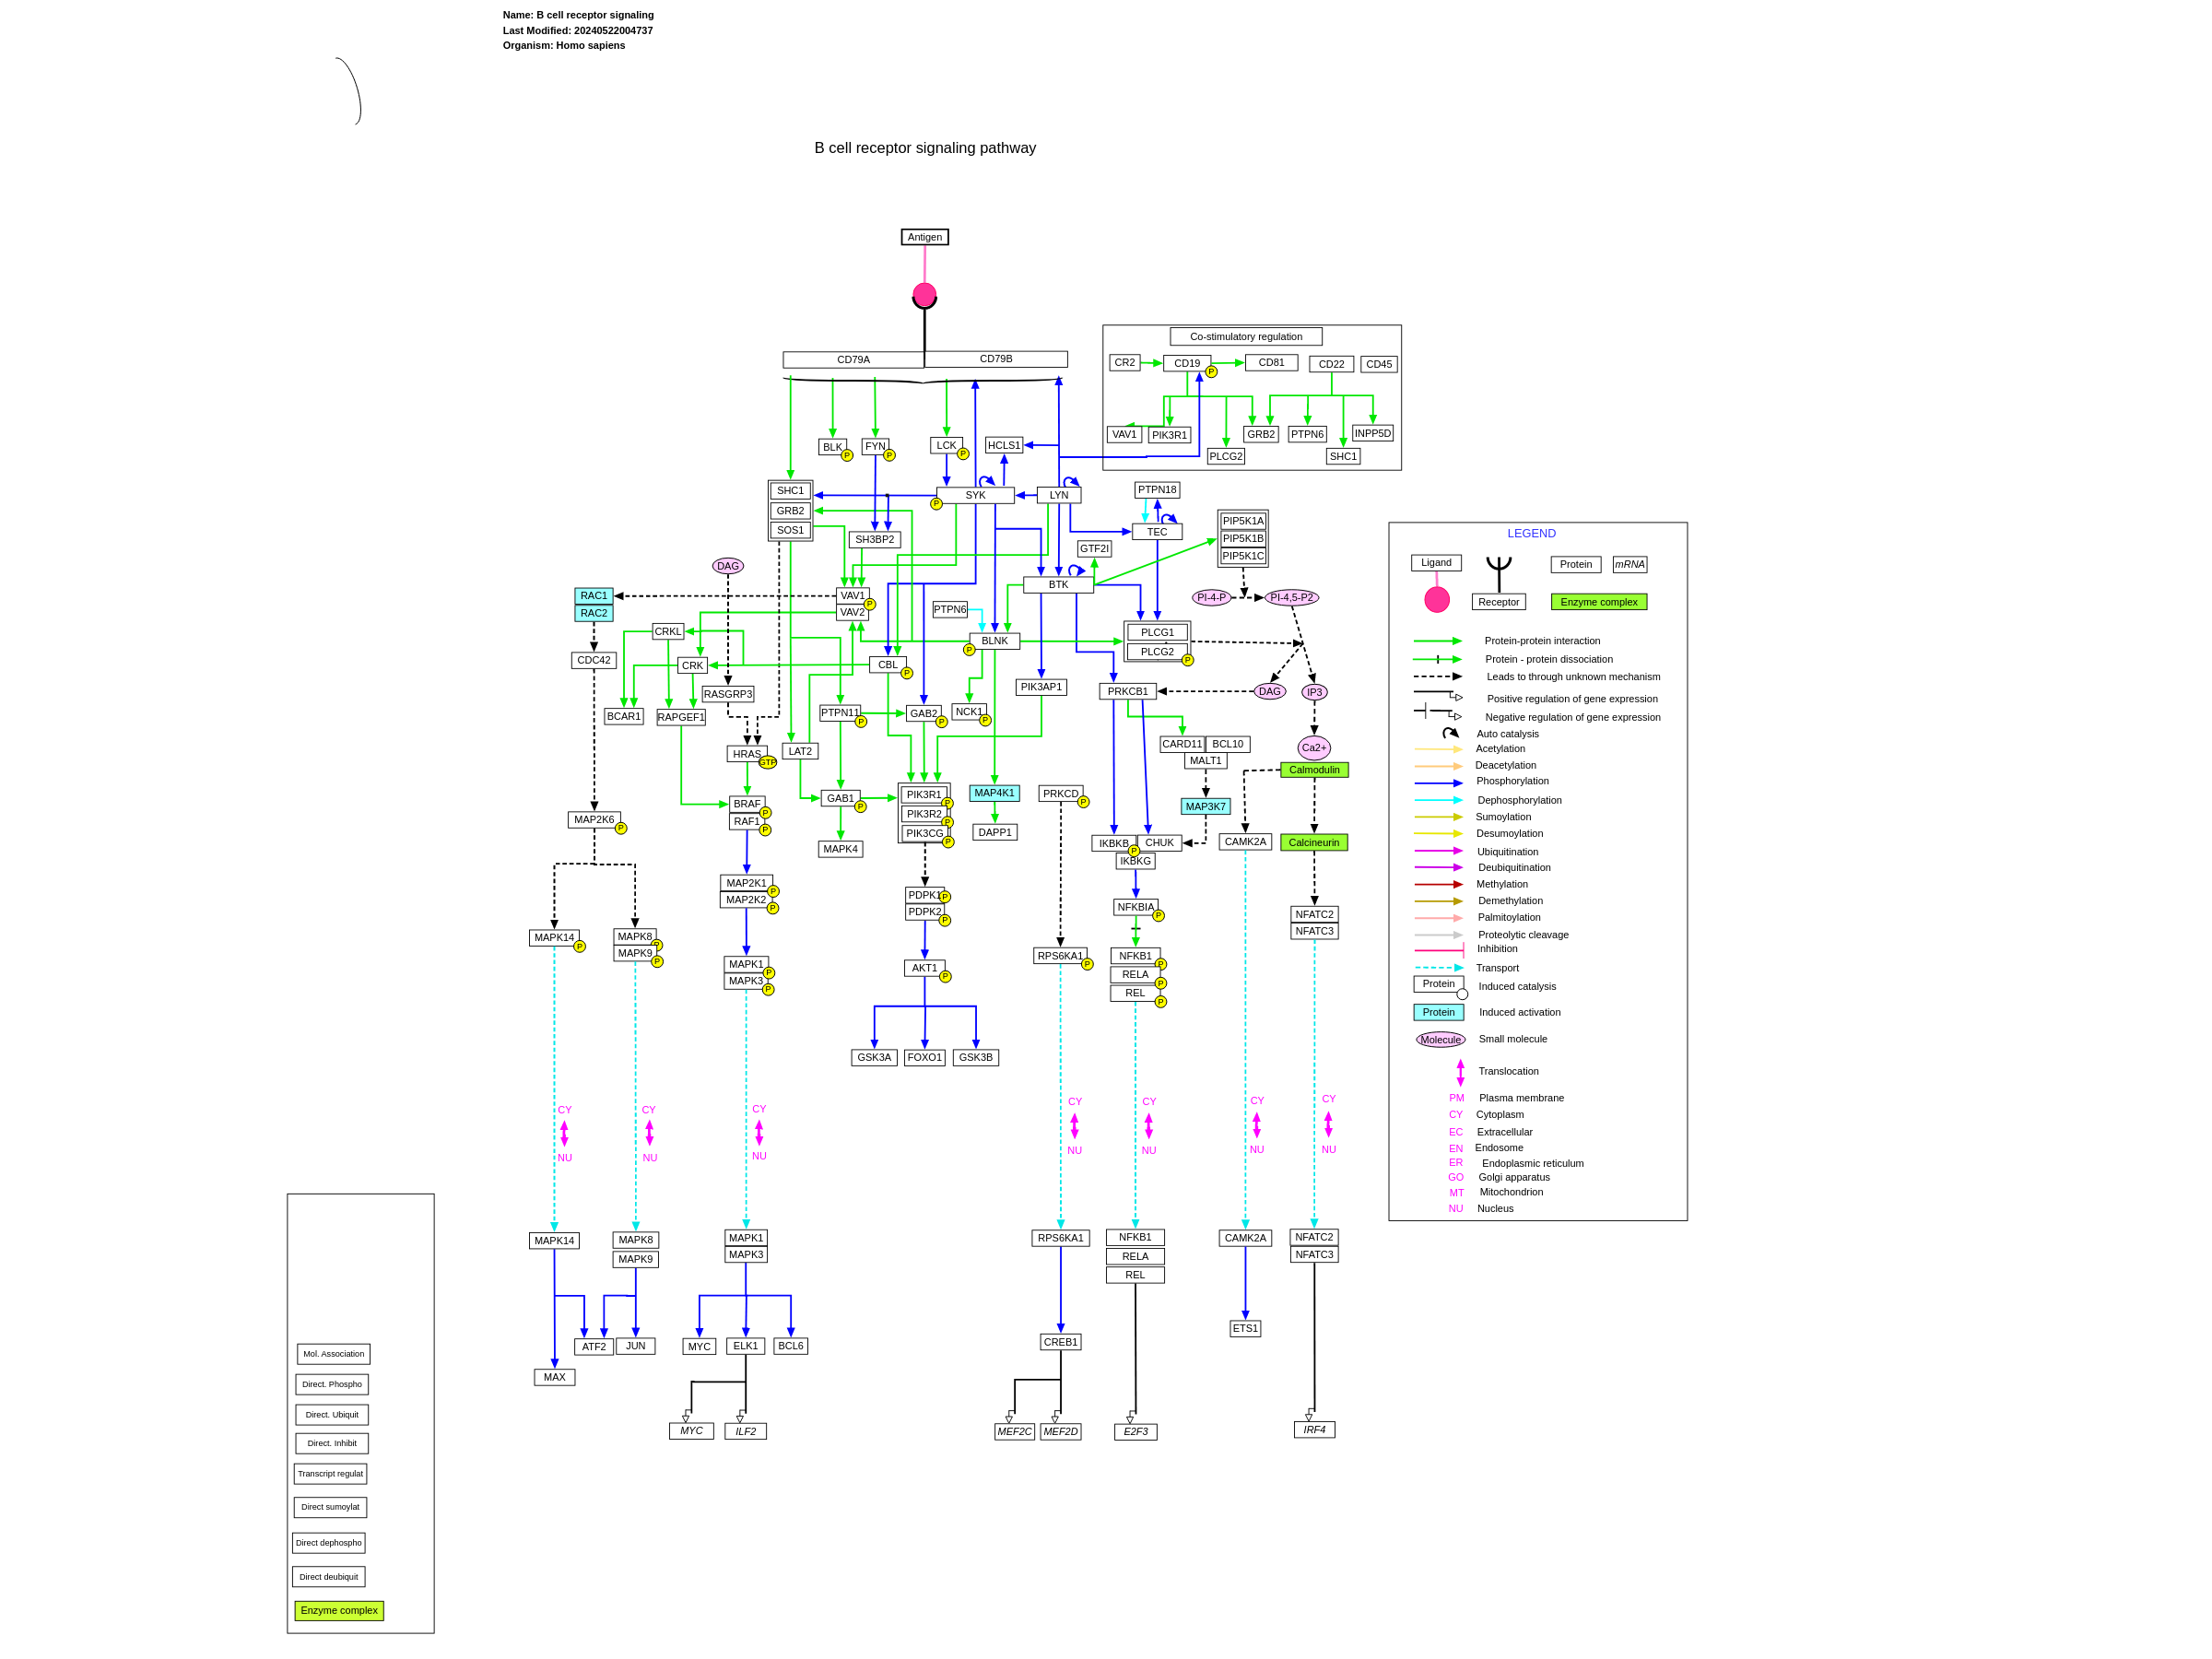 Name: B cell receptor signaling
Last Modified: 20240522004737
Organism: Homo sapiens
B cell receptor signaling pathway
Antigen
CD79A
CD79B
Co-stimulatory regulation
CR2
CD19
P
CD81
CD22
CD45
VAV1
PIK3R1
GRB2
PTPN6
INPP5D
PLCG2
SHC1
BLK
P
FYN
P
LCK
P
HCLS1
SHC1
GRB2
SOS1
SYK
P
LYN
PTPN18
TEC
SH3BP2
GTF2I
PIP5K1A
PIP5K1B
PIP5K1C
DAG
BTK
RAC1
RAC2
VAV1
P
VAV2
PTPN6
PI-4-P
PI-4,5-P2
CRKL
BLNK
P
PLCG1
PLCG2
P
CDC42
CRK
CBL
P
RASGRP3
PIK3AP1
PRKCB1
DAG
IP3
BCAR1
RAPGEF1
PTPN11
P
GAB2
P
NCK1
P
HRAS
GTP
LAT2
CARD11
BCL10
MALT1
Ca2+
Calmodulin
BRAF
P
RAF1
P
GAB1
P
PIK3R1
P
PIK3R2
P
PIK3CG
P
MAP4K1
PRKCD
P
MAP3K7
MAP2K6
P
MAPK4
DAPP1
IKBKB
P
CHUK
IKBKG
CAMK2A
Calcineurin
MAP2K1
P
MAP2K2
P
PDPK1
P
PDPK2
P
NFKBIA
P
NFATC2
NFATC3
MAPK14
P
MAPK8
P
MAPK9
P
MAPK1
P
MAPK3
P
AKT1
P
RPS6KA1
P
NFKB1
P
RELA
P
REL
P
GSK3A
FOXO1
GSK3B
CY
NU
CY
NU
CY
NU
CY
NU
CY
NU
CY
NU
CY
NU
MAPK14
MAPK8
MAPK9
MAPK1
MAPK3
RPS6KA1
NFKB1
RELA
REL
CAMK2A
NFATC2
NFATC3
ATF2
JUN
MYC
ELK1
BCL6
CREB1
ETS1
MAX
MYC
ILF2
MEF2C
MEF2D
E2F3
IRF4
LEGEND
Ligand
Receptor
Protein
mRNA
Enzyme complex
Protein-protein interaction
Protein - protein dissociation
Leads to through unknown mechanism
Positive regulation of gene expression
Negative regulation of gene expression
Auto catalysis
Acetylation
Deacetylation
Phosphorylation
Dephosphorylation
Sumoylation
Desumoylation
Ubiquitination
Deubiquitination
Methylation
Demethylation
Palmitoylation
Proteolytic cleavage
Inhibition
Transport
Protein
Induced catalysis
Protein
Induced activation
Molecule
Small molecule
Translocation
PM Plasma membrane
CY Cytoplasm
EC Extracellular
EN Endosome
ER Endoplasmic reticulum
GO Golgi apparatus
MT Mitochondrion
NU Nucleus
Mol. Association
Direct. Phospho
Direct. Ubiquit
Direct. Inhibit
Transcript regulat
Direct sumoylat
Direct dephospho
Direct deubiquit
Enzyme complex